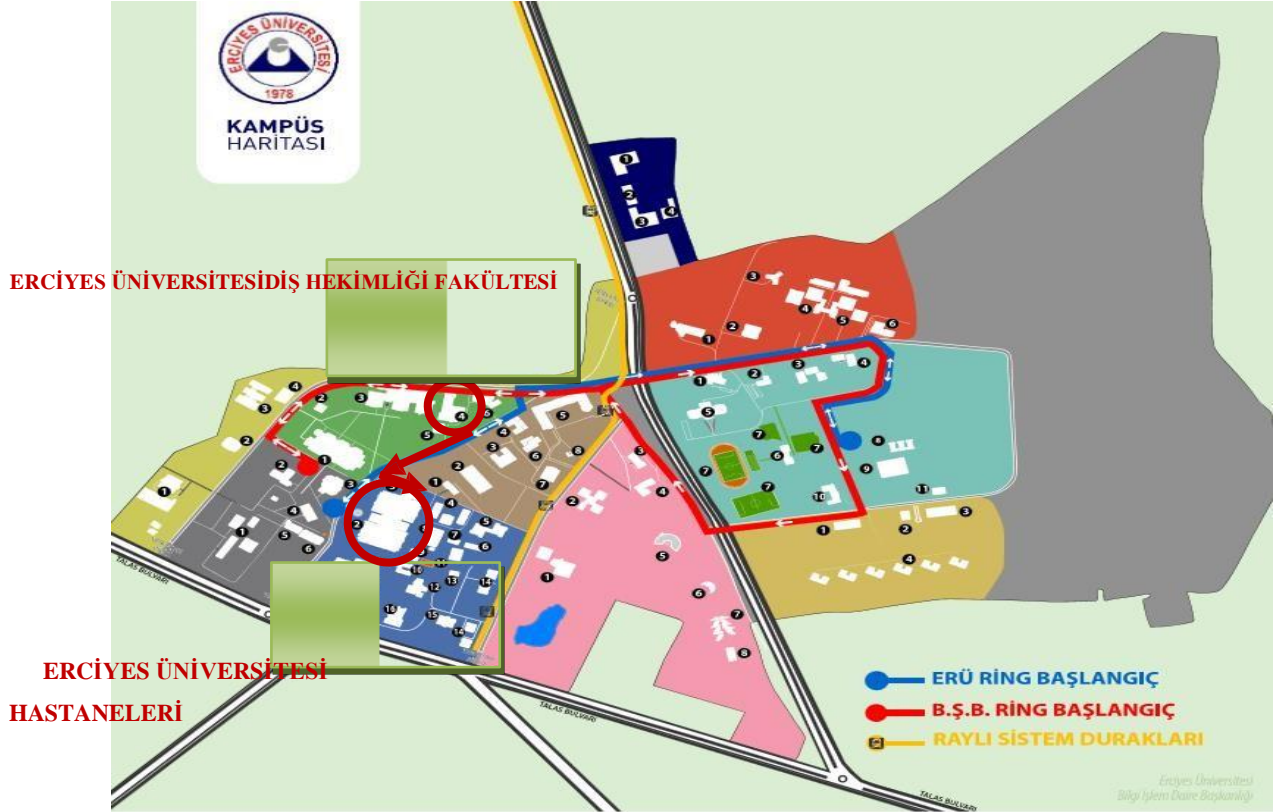 ERCİYES ÜNİVERSİTESİ
1978
KAMPÜS
HARİTASI
ERCİYES ÜNİVERSİTESİDİŞ HEKİMLİĞİ FAKÜLTESİ
TALAS BULVARI
ERCİYES ÜNİVERSİTESİ
HASTANELERİ
TALAS BULVARI
TALAS BULVARI
ERÜ RİNG BAŞLANGIÇ
B.Ş.B. RİNG BAŞLANGIÇ
RAYLI SİSTEM DURAKLARI
Erciyes Üniversitesi
Bilgi İşlem Daire Başkanlığı